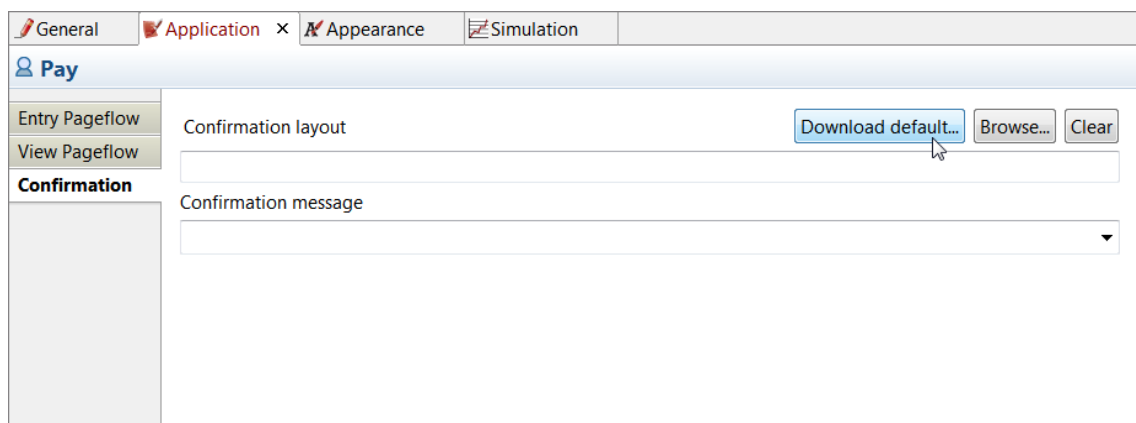 General Application × Appearance Simulation
Pay
Entry Pageflow
View Pageflow
Confirmation
Confirmation layout Download default... Browse... Clear
Confirmation message